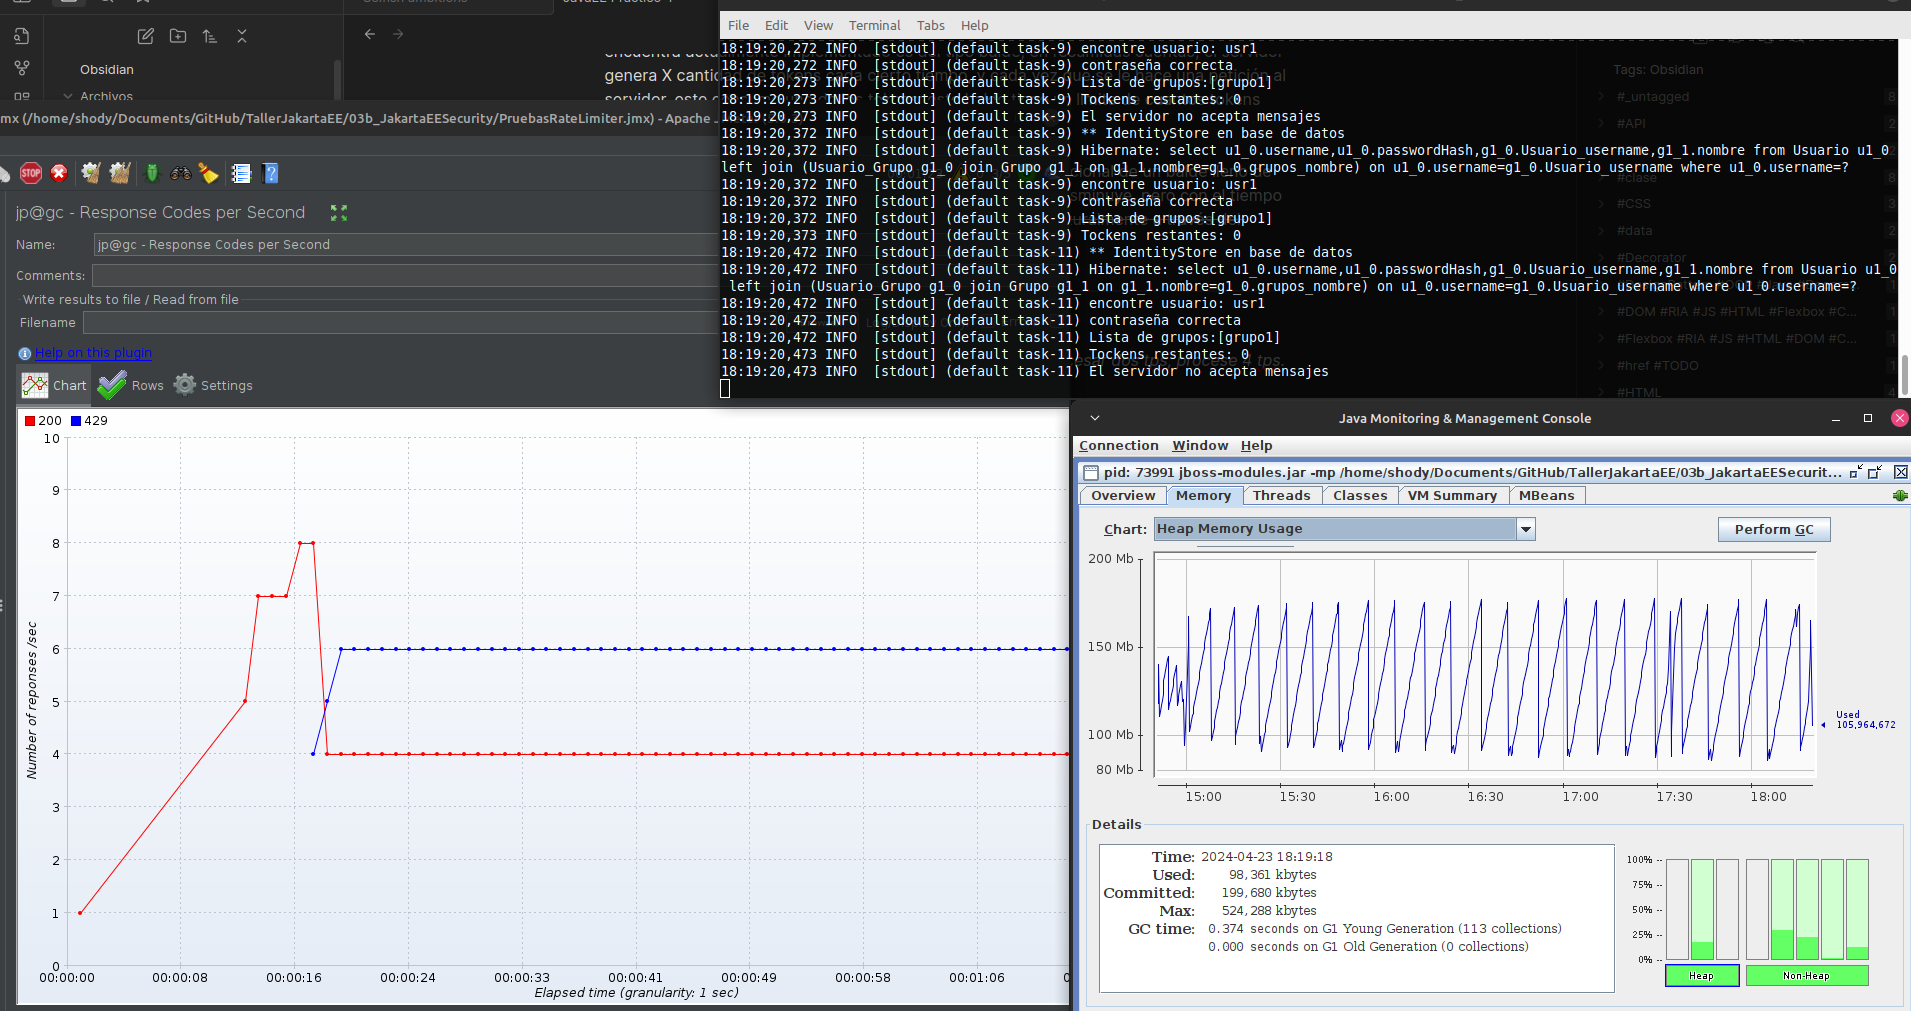 Obsidian
Archivos
genera X cantidad de tokens cada cierto tiempo, y cada vez que se le hace una petición al
mx (/home/shody/Documents/GitHub/TallerJakartaEE/03b_JakartaEESecurity/PruebasRateLimiter.jmx) - Apache
STOP
jp@gc - Response Codes per Second
Name:
jp@gc - Response Codes per Second
Comments:
Write results to file / Read from file
Filename
Help on this plugin
Chart
Rows
Settings
200
429
10
9
8
7
6
5
4
3
2
1
0
Number of reponses /sec
00:00:00
00:00:08
00:00:16
00:00:24
00:00:33
00:00:41
00:00:49
00:00:58
00:01:06
Elapsed time (granularity: 1 sec)
File Edit View Terminal Tabs Help
18:19:20,272 INFO  [stdout] (default task-9) encontre usuario: usr1
18:19:20,272 INFO  [stdout] (default task-9) contraseña correcta
18:19:20,273 INFO  [stdout] (default task-9) Lista de grupos:[grupo1]
18:19:20,273 INFO  [stdout] (default task-9) Tockens restantes: 0
18:19:20,273 INFO  [stdout] (default task-9) El servidor no acepta mensajes
18:19:20,372 INFO  [stdout] (default task-9) ** IdentityStore en base de datos
18:19:20,372 INFO  [stdout] (default task-9) Hibernate: select u1_0.username,u1_0.passwordHash,g1_0.Usuario_username,g1_1.nombre from Usuario u1_0
left join (Usuario_Grupo g1_0 join Grupo g1_1 on g1_1.nombre=g1_0.grupos_nombre) on u1_0.username=g1_0.Usuario_username where u1_0.username=?
18:19:20,372 INFO  [stdout] (default task-9) encontre usuario: usr1
18:19:20,372 INFO  [stdout] (default task-9) contraseña correcta
18:19:20,372 INFO  [stdout] (default task-9) Lista de grupos:[grupo1]
18:19:20,373 INFO  [stdout] (default task-9) Tockens restantes: 0
18:19:20,472 INFO  [stdout] (default task-11) ** IdentityStore en base de datos
18:19:20,472 INFO  [stdout] (default task-11) Hibernate: select u1_0.username,u1_0.passwordHash,g1_0.Usuario_username,g1_1.nombre from Usuario u1_0
left join (Usuario_Grupo g1_0 join Grupo g1_1 on g1_1.nombre=g1_0.grupos_nombre) on u1_0.username=g1_0.Usuario_username where u1_0.username=?
18:19:20,472 INFO  [stdout] (default task-11) encontre usuario: usr1
18:19:20,472 INFO  [stdout] (default task-11) contraseña correcta
18:19:20,472 INFO  [stdout] (default task-11) Lista de grupos:[grupo1]
18:19:20,473 INFO  [stdout] (default task-11) Tockens restantes: 0
18:19:20,473 INFO  [stdout] (default task-11) El servidor no acepta mensajes
Tags: Obsidian
#_untagged
#API
#clase
#CSS
#data
#Decorator
#DOM #RIA #JS #HTML #Flexbox #C...
#Flexbox #RIA #JS #HTML #DOM #C...
#href #TODO
#HTML
Java Monitoring & Management Console
Connection Window Help
pid: 73991 jboss-modules.jar -mp /home/shody/Documents/GitHub/TallerJakartaEE/03b_JakartaEESecurit...
Overview
Memory
Threads
Classes
VM Summary
MBeans
Chart:
Heap Memory Usage
Perform GC
200 Mb
150 Mb
100 Mb
80 Mb
Used
105,964,672
15:00
15:30
16:00
16:30
17:00
17:30
18:00
Details
Time: 2024-04-23 18:19:18
Used: 98,361 kbytes
Committed: 199,680 kbytes
Max: 524,288 kbytes
GC time: 0.374 seconds on G1 Young Generation (113 collections)
0.000 seconds on G1 Old Generation (0 collections)
100% --
75% --
50% --
25% --
0% --
Heap
Non-Heap